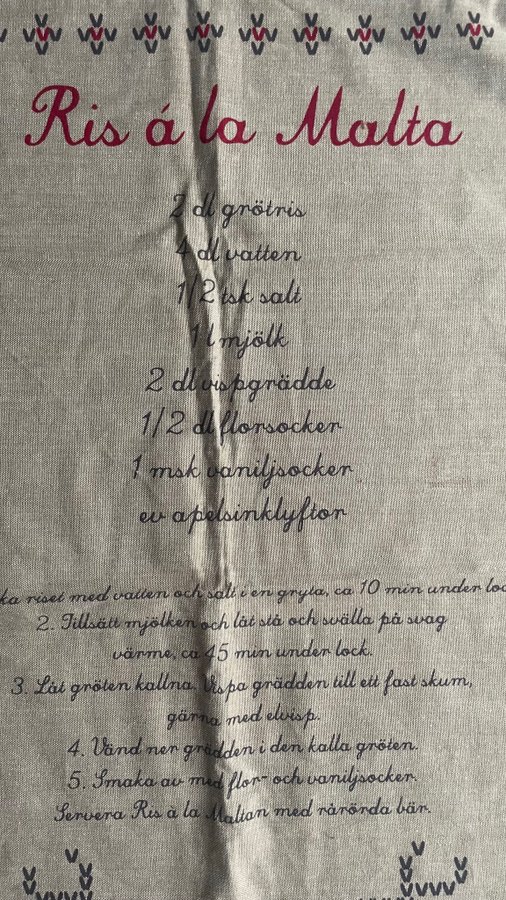 Ris á la Malta
2 dl grötris
4 dl vatten
1/2 tsk salt
1 l mjölk
2 dl vispgrädde
1/2 dl florsocker
1 msk vaniljsocker
ev apelsinklyftor
ka riset med vatten och salt i en gryta, ca 10 min under loc
2. Tillsätt mjölken och låt stå och svälla på svag
värme, ca 45 min under lock.
3. Låt gröten kallna. Vispa grädden till ett fast skum,
gärna med elvisp.
4. Vänd ner grädden i den kalla gröten.
5. Smaka av med flor- och vaniljsocker.
Servera Ris à la Maltan med rårörda bär.